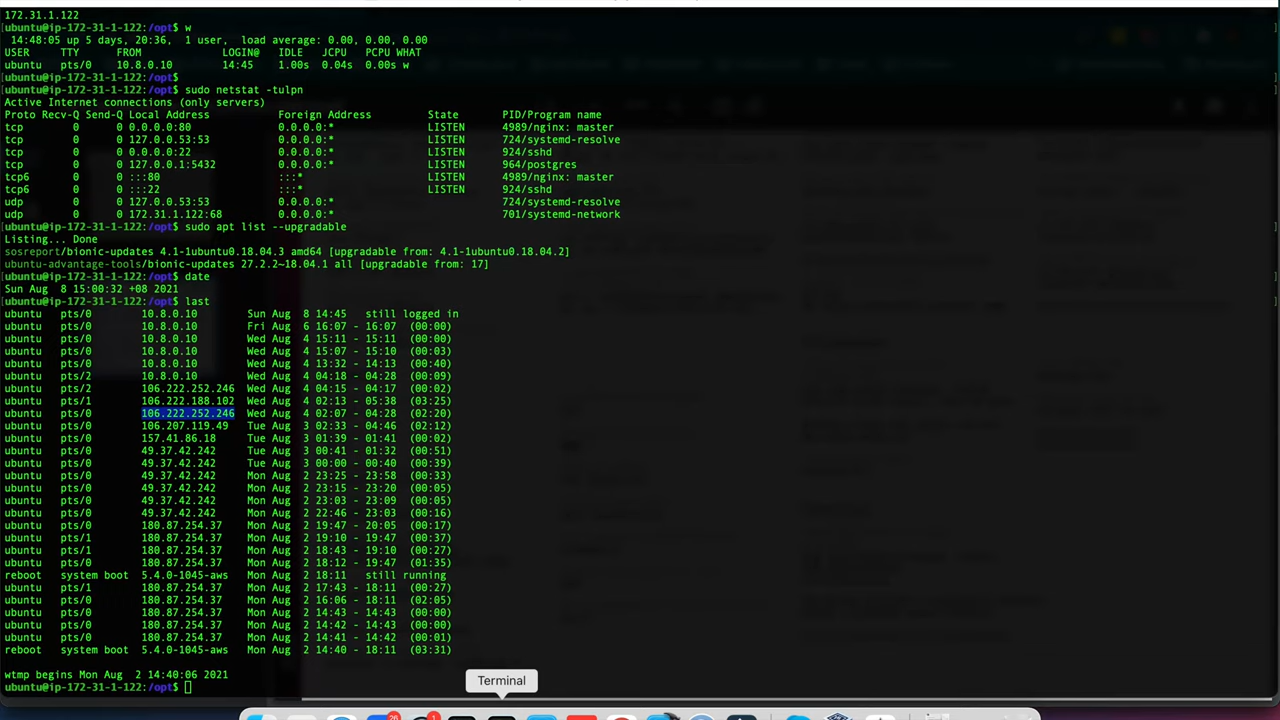 172.31.1.122
[ubuntu@ip-172-31-1-122:/opt$ w
14:48:05 up 5 days, 20:36, 1 user, load average: 0.00, 0.00, 0.00
USER TTY FROM LOGIN@ IDLE JCPU PCPU WHAT
ubuntu pts/0 10.8.0.10 14:45 1.00s 0.04s 0.00s w
[ubuntu@ip-172-31-1-122:/opt$
[ubuntu@ip-172-31-1-122:/opt$ sudo netstat -tulpn
Active Internet connections (only servers)
Proto Recv-Q Send-Q Local Address Foreign Address State PID/Program name
tcp 0 0 0.0.0.0:80 0.0.0.0:* LISTEN 4989/nginx: master
tcp 0 0 127.0.0.53:53 0.0.0.0:* LISTEN 724/systemd-resolve
tcp 0 0 0.0.0.0:22 0.0.0.0:* LISTEN 924/sshd
tcp 0 0 127.0.0.1:5432 0.0.0.0:* LISTEN 964/postgres
tcp6 0 0 :::80 :::* LISTEN 4989/nginx: master
tcp6 0 0 :::22 :::* LISTEN 924/sshd
udp 0 0 127.0.0.53:53 0.0.0.0:* 724/systemd-resolve
udp 0 0 172.31.1.122:68 0.0.0.0:* 701/systemd-network
[ubuntu@ip-172-31-1-122:/opt$ sudo apt list --upgradable
Listing... Done
sosreport/bionic-updates 4.1-1ubuntu0.18.04.3 amd64 [upgradable from: 4.1-1ubuntu0.18.04.2]
ubuntu-advantage-tools/bionic-updates 27.2.2~18.04.1 all [upgradable from: 17]
[ubuntu@ip-172-31-1-122:/opt$ date
Sun Aug 8 15:00:32 +08 2021
[ubuntu@ip-172-31-1-122:/opt$ last
ubuntu pts/0 10.8.0.10 Sun Aug 8 14:45 still logged in
ubuntu pts/0 10.8.0.10 Fri Aug 6 16:07 - 16:07 (00:00)
ubuntu pts/0 10.8.0.10 Wed Aug 4 15:11 - 15:11 (00:00)
ubuntu pts/0 10.8.0.10 Wed Aug 4 15:07 - 15:10 (00:03)
ubuntu pts/0 10.8.0.10 Wed Aug 4 13:32 - 14:13 (00:40)
ubuntu pts/2 10.8.0.10 Wed Aug 4 04:18 - 04:28 (00:09)
ubuntu pts/2 106.222.252.246 Wed Aug 4 04:15 - 04:17 (00:02)
ubuntu pts/1 106.222.188.102 Wed Aug 4 02:13 - 05:38 (03:25)
ubuntu pts/0 106.222.252.246 Wed Aug 4 02:07 - 04:28 (02:20)
ubuntu pts/0 106.207.119.49 Tue Aug 3 02:33 - 04:46 (02:12)
ubuntu pts/0 157.41.86.18 Tue Aug 3 01:39 - 01:41 (00:02)
ubuntu pts/0 49.37.42.242 Tue Aug 3 00:41 - 01:32 (00:51)
ubuntu pts/0 49.37.42.242 Tue Aug 3 00:00 - 00:40 (00:39)
ubuntu pts/0 49.37.42.242 Mon Aug 2 23:25 - 23:58 (00:33)
ubuntu pts/0 49.37.42.242 Mon Aug 2 23:15 - 23:20 (00:05)
ubuntu pts/0 49.37.42.242 Mon Aug 2 23:03 - 23:09 (00:05)
ubuntu pts/0 49.37.42.242 Mon Aug 2 22:46 - 23:03 (00:16)
ubuntu pts/0 180.87.254.37 Mon Aug 2 19:47 - 20:05 (00:17)
ubuntu pts/1 180.87.254.37 Mon Aug 2 19:10 - 19:47 (00:37)
ubuntu pts/1 180.87.254.37 Mon Aug 2 18:43 - 19:10 (00:27)
ubuntu pts/0 180.87.254.37 Mon Aug 2 18:12 - 19:47 (01:35)
reboot system boot 5.4.0-1045-aws Mon Aug 2 18:11 still running
ubuntu pts/1 180.87.254.37 Mon Aug 2 17:43 - 18:11 (00:27)
ubuntu pts/0 180.87.254.37 Mon Aug 2 16:06 - 18:11 (02:05)
ubuntu pts/0 180.87.254.37 Mon Aug 2 14:43 - 14:43 (00:00)
ubuntu pts/0 180.87.254.37 Mon Aug 2 14:42 - 14:43 (00:00)
ubuntu pts/0 180.87.254.37 Mon Aug 2 14:41 - 14:42 (00:01)
reboot system boot 5.4.0-1045-aws Mon Aug 2 14:40 - 18:11 (03:31)
wtmp begins Mon Aug 2 14:40:06 2021
ubuntu@ip-172-31-1-122:/opt$
Terminal